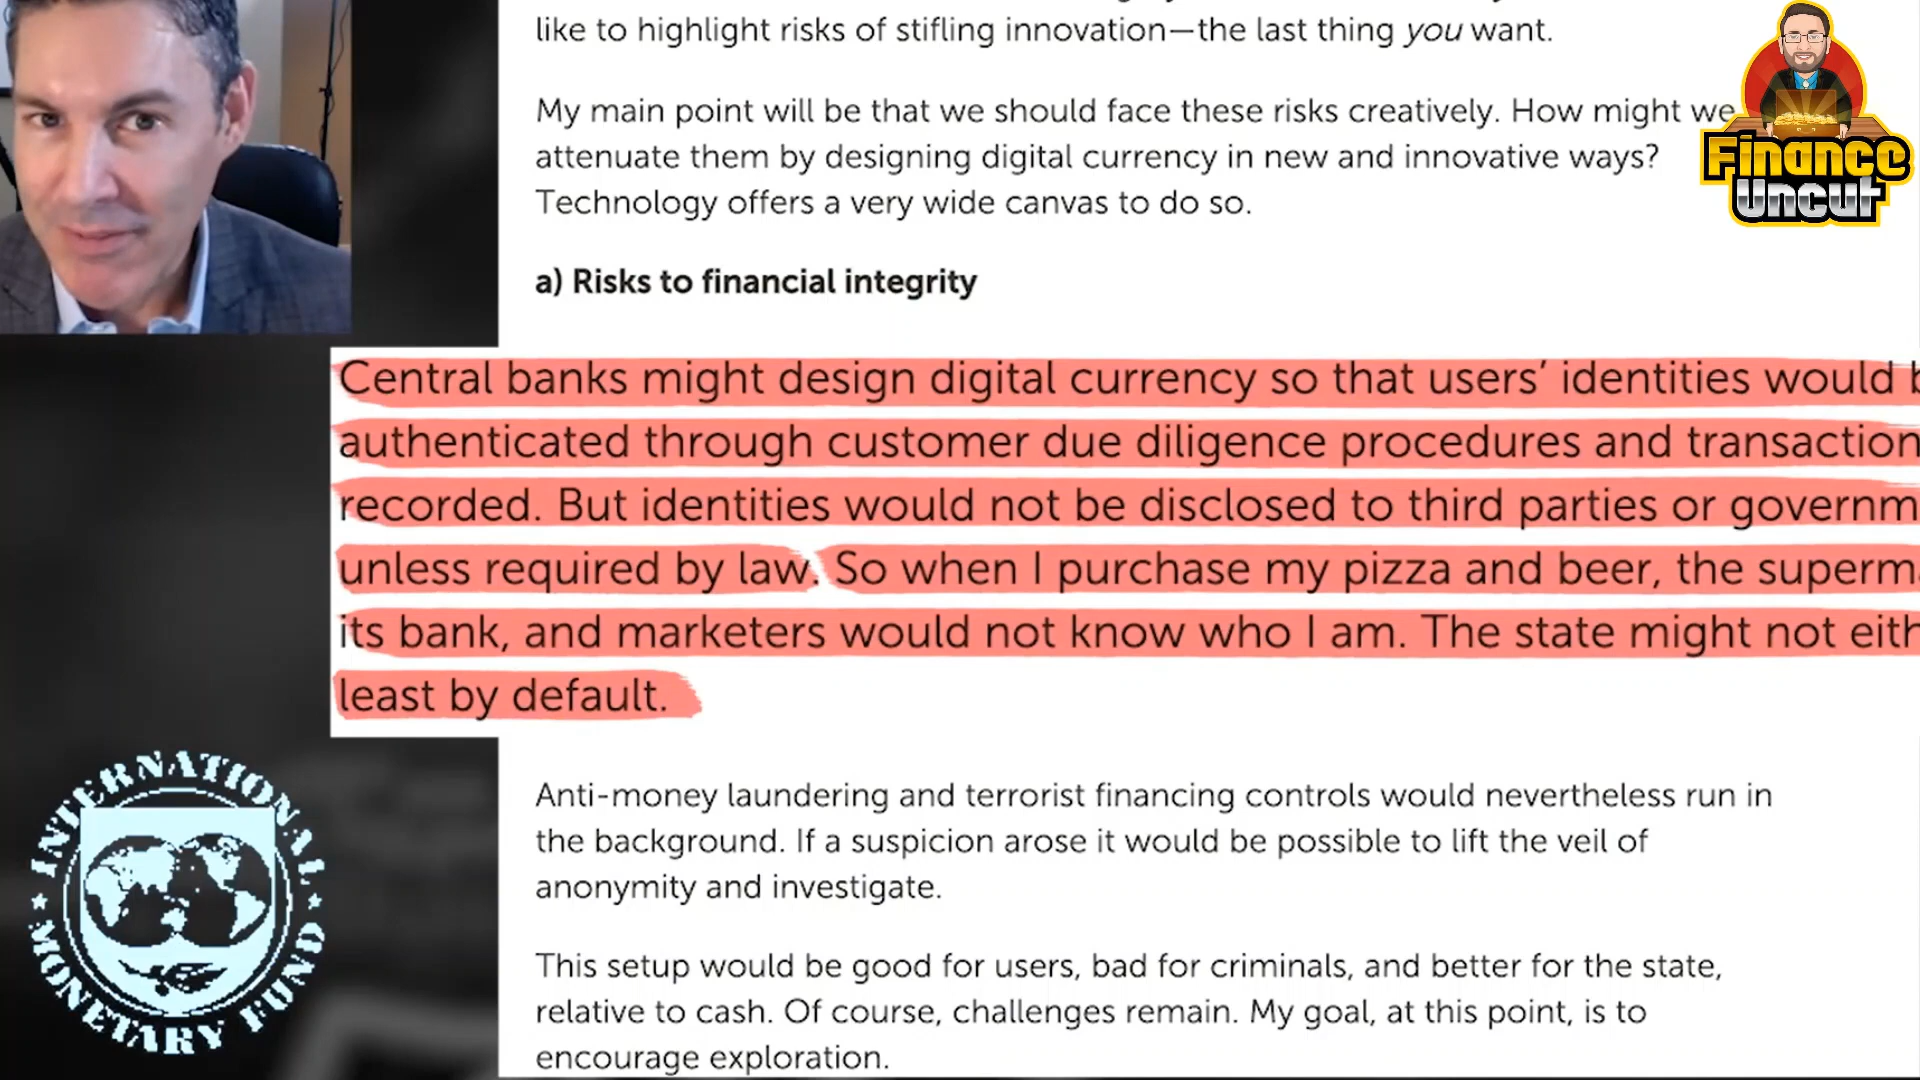 like to highlight risks of stifling innovation—the last thing you want.
My main point will be that we should face these risks creatively. How might we
attenuate them by designing digital currency in new and innovative ways?
Technology offers a very wide canvas to do so.
Finance
Uncut
a) Risks to financial integrity
Central banks might design digital currency so that users’ identities would
authenticated through customer due diligence procedures and transaction
recorded. But identities would not be disclosed to third parties or governm
unless required by law. So when I purchase my pizza and beer, the superma
its bank, and marketers would not know who I am. The state might not eith
least by default.
INTERNATIONAL MONETARY FUND
Anti-money laundering and terrorist financing controls would nevertheless run in
the background. If a suspicion arose it would be possible to lift the veil of
anonymity and investigate.
This setup would be good for users, bad for criminals, and better for the state,
relative to cash. Of course, challenges remain. My goal, at this point, is to
encourage exploration.